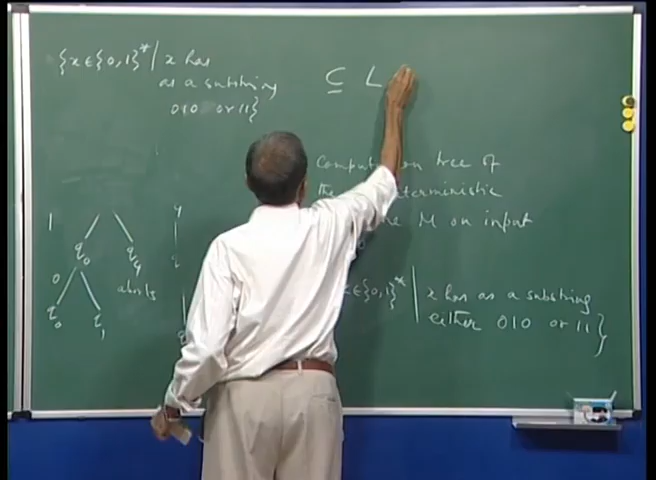 {x ∈ {0,1}* | x has
as a substring
010 or 11}
⊆ L
Computation tree of
the deterministic
M on input
x ∈ {0,1}* | x has as a substring
either 010 or 11}
1
q₀ q₄
0 aborts
q₀ q₁